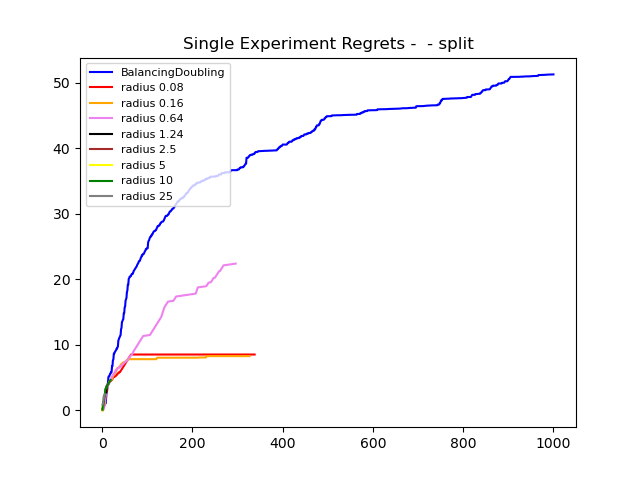 Single Experiment Regrets -  - split
BalancingDoubling
radius 0.08
radius 0.16
radius 0.64
radius 1.24
radius 2.5
radius 5
radius 10
radius 25
50
40
30
20
10
0
0 200 400 600 800 1000